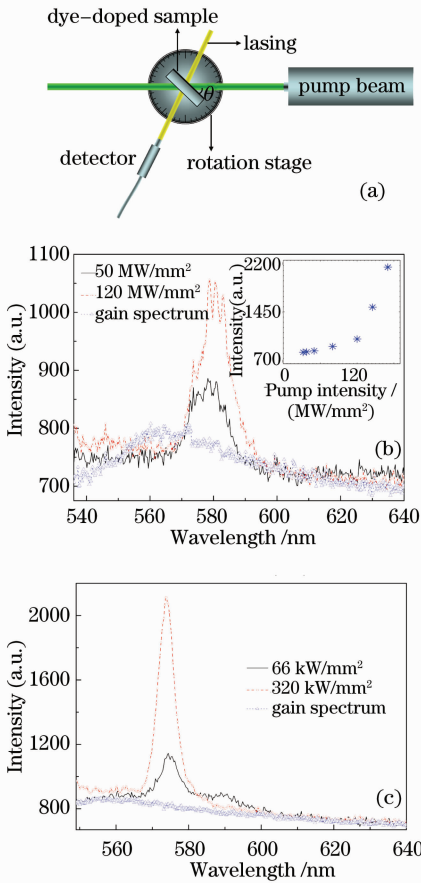 dye-doped sample
lasing
θ
pump beam
detector
rotation stage
(a)
1100
1000
900
800
700
540 560 580 600 620 640
Intensity (a.u.)
Wavelength /nm
50 MW/mm²
120 MW/mm²
gain spectrum
2200
1450
700
0 120
Intensity(a.u.)
Pump intensity /
(MW/mm²)
(b)
2000
1600
1200
800
560 580 600 620 640
Intensity (a.u.)
Wavelength /nm
66 kW/mm²
320 kW/mm²
gain spectrum
(c)